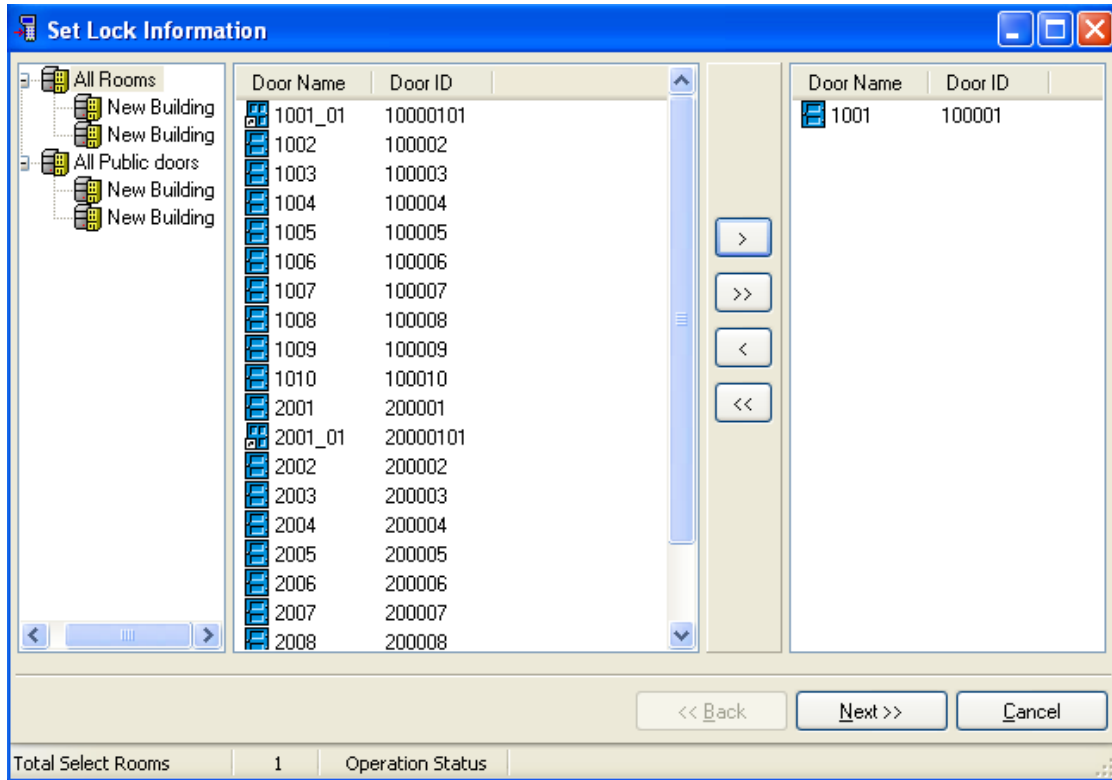 Set Lock Information
All Rooms
New Building
New Building
All Public doors
New Building
New Building
Door Name Door ID
1001_01 10000101
1002 100002
1003 100003
1004 100004
1005 100005
1006 100006
1007 100007
1008 100008
1009 100009
1010 100010
2001 200001
2001_01 20000101
2002 200002
2003 200003
2004 200004
2005 200005
2006 200006
2007 200007
2008 200008
>
>>
<
<<
Door Name Door ID
1001 100001
<< Back Next >> Cancel
Total Select Rooms 1 Operation Status